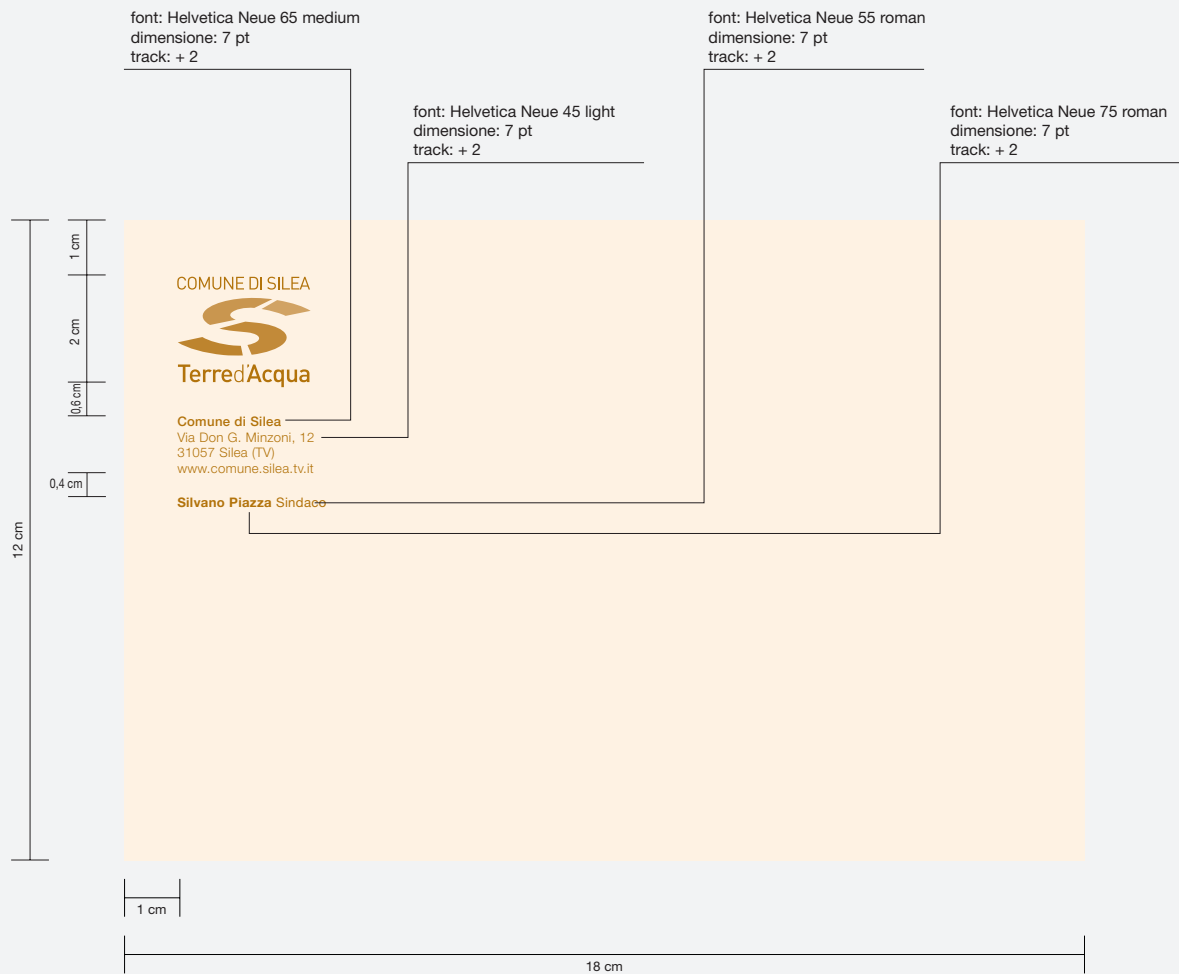 font: Helvetica Neue 65 medium
dimensione: 7 pt
track: + 2
font: Helvetica Neue 55 roman
dimensione: 7 pt
track: + 2
font: Helvetica Neue 45 light
dimensione: 7 pt
track: + 2
font: Helvetica Neue 75 roman
dimensione: 7 pt
track: + 2
1 cm
2 cm
0,6 cm
0,4 cm
12 cm
COMUNE DI SILEA
Terred'Acqua
Comune di Silea
Via Don G. Minzoni, 12
31057 Silea (TV)
www.comune.silea.tv.it
Silvano Piazza Sindaco
1 cm
18 cm